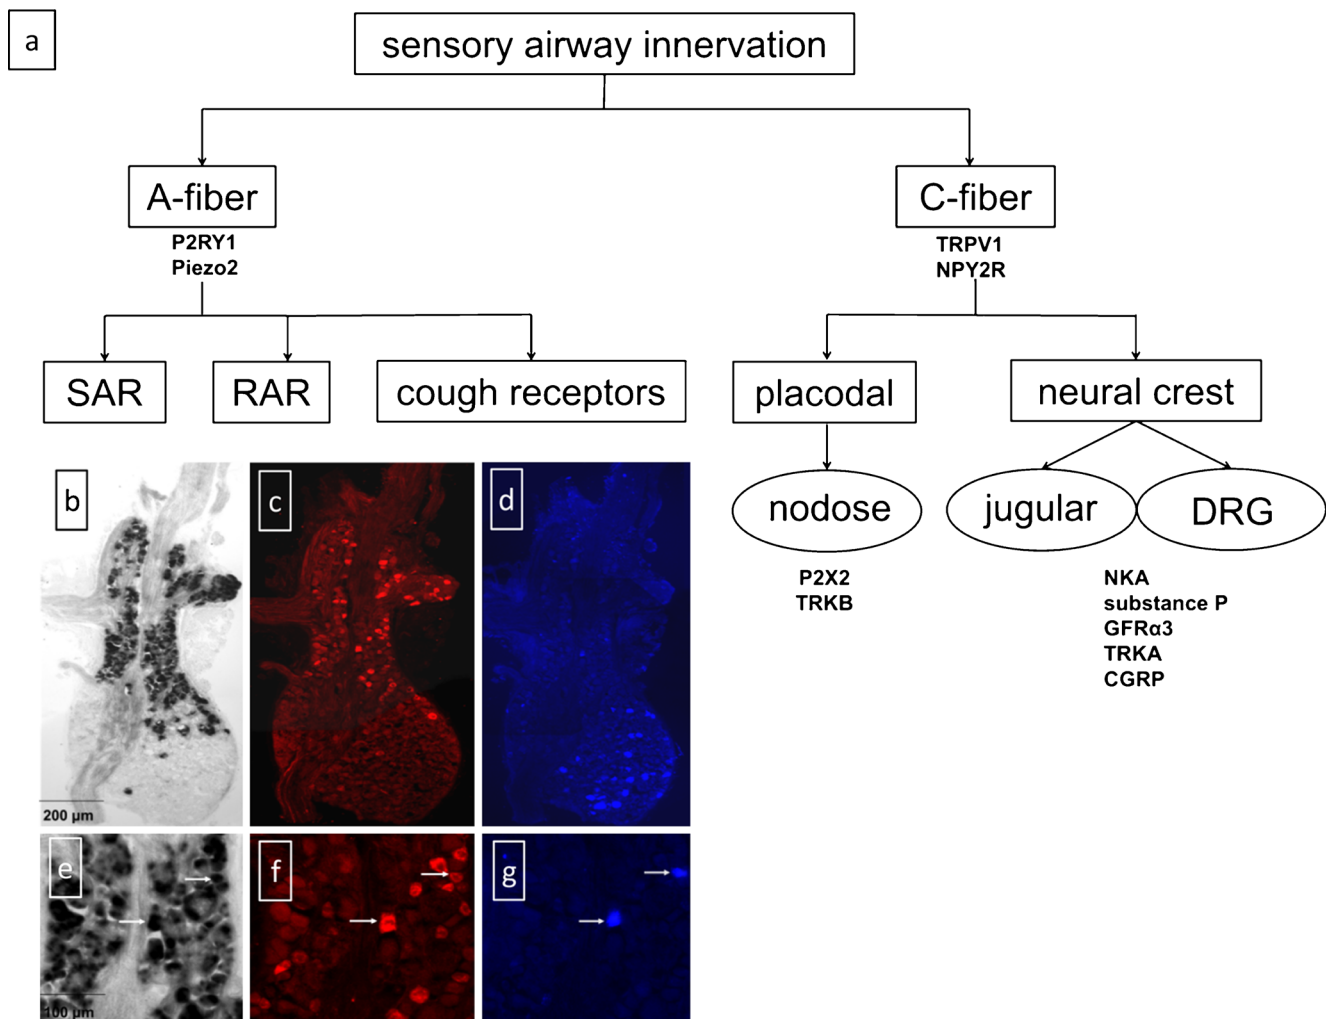 a
sensory airway innervation
A-fiber
P2RY1
Piezo2
C-fiber
TRPV1
NPY2R
SAR
RAR
cough receptors
placodal
neural crest
nodose
jugular
DRG
P2X2
TRKB
NKA
substance P
GFRα3
TRKA
CGRP
b
c
d
200 µm
e
f
g
100 µm